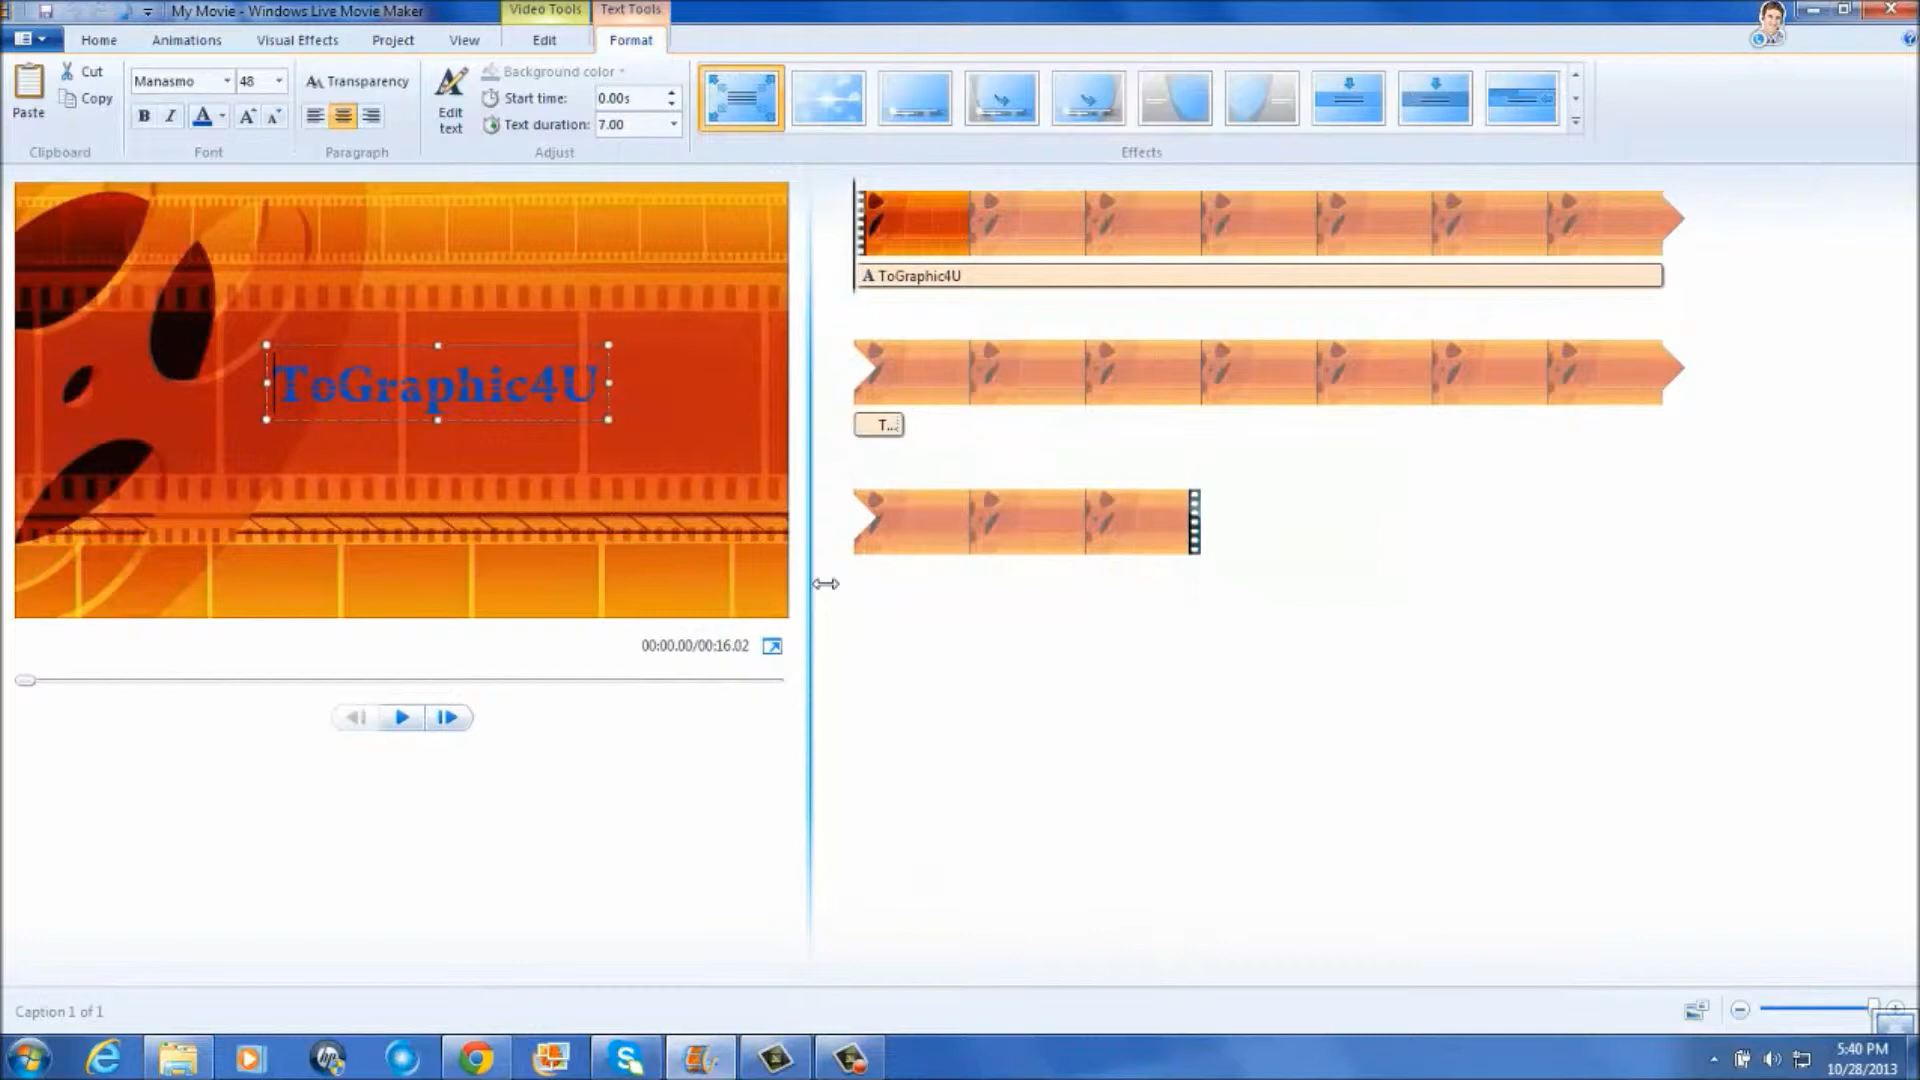 My Movie - Windows Live Movie Maker
Video Tools
Text Tools
Home
Animations
Visual Effects
Project
View
Edit
Format
Paste
Cut
Copy
Clipboard
Manasmo
48
B I A A A
Font
Transparency
Paragraph
Edit text
Background color
Start time: 0.00s
Text duration: 7.00
Adjust
Effects
ToGraphic4U
A ToGraphic4U
T...
00:00.00/00:16.02
Caption 1 of 1
5:40 PM
10/28/2013